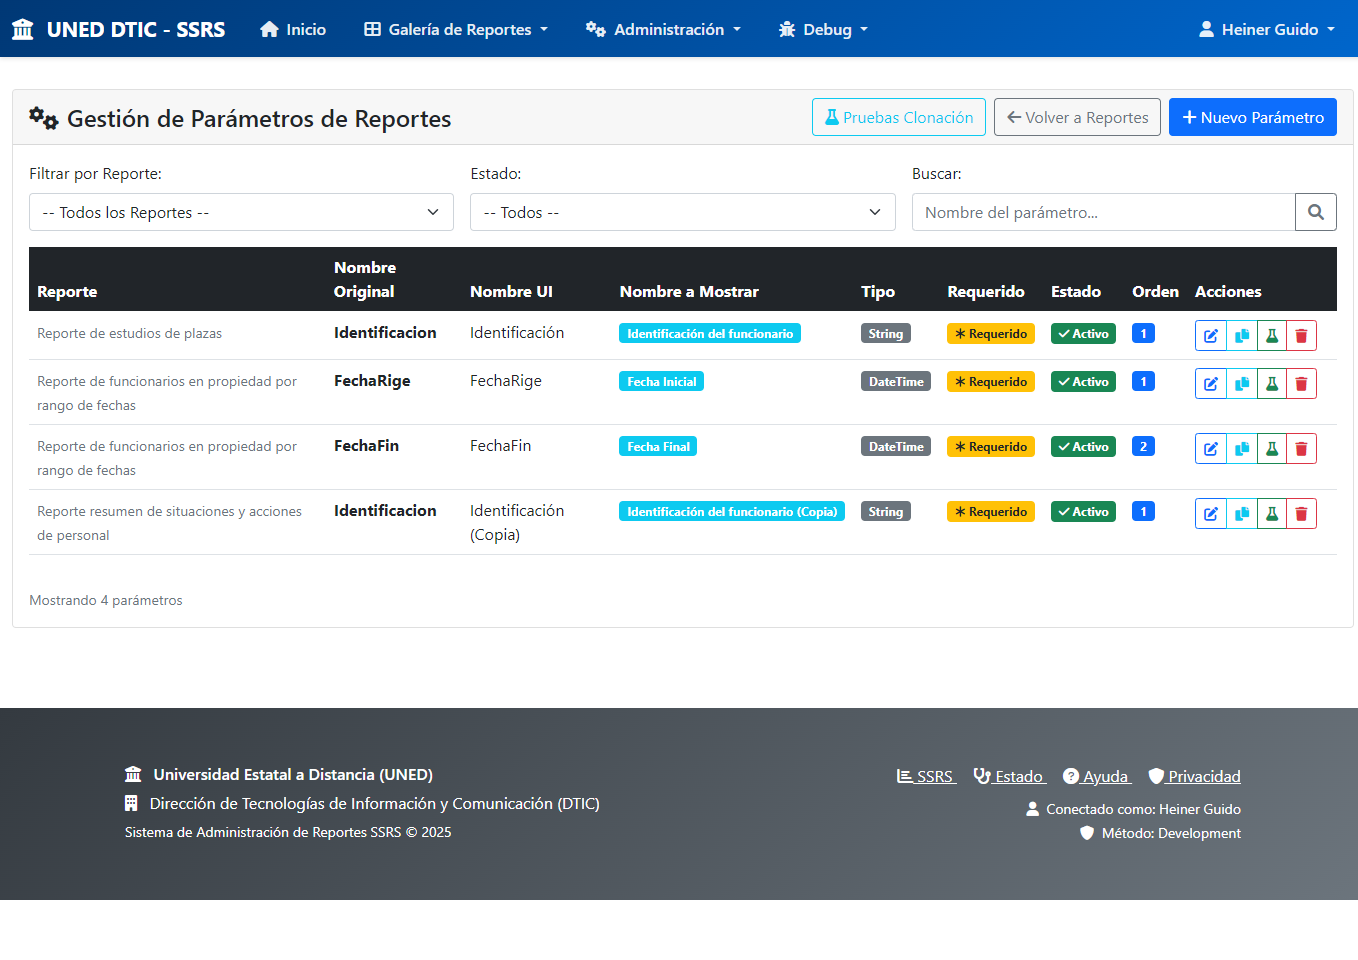 UNED DTIC - SSRS Inicio Galería de Reportes Administración Debug Heiner Guido
Gestión de Parámetros de Reportes Pruebas Clonación Volver a Reportes Nuevo Parámetro
Filtrar por Reporte: Estado: Buscar:
-- Todos los Reportes -- -- Todos -- Nombre del parámetro...
Reporte Nombre Original Nombre UI Nombre a Mostrar Tipo Requerido Estado Orden Acciones
Reporte de estudios de plazas Identificacion Identificación Identificación del funcionario String Requerido Activo 1
Reporte de funcionarios en propiedad por FechaRige FechaRige Fecha Inicial DateTime Requerido Activo 1
rango de fechas
Reporte de funcionarios en propiedad por FechaFin FechaFin Fecha Final DateTime Requerido Activo 2
rango de fechas
Reporte resumen de situaciones y acciones Identificacion Identificación Identificación del funcionario (Copia) String Requerido Activo 1
de personal (Copia)
Mostrando 4 parámetros
Universidad Estatal a Distancia (UNED) SSRS Estado Ayuda Privacidad
Dirección de Tecnologías de Información y Comunicación (DTIC) Conectado como: Heiner Guido
Sistema de Administración de Reportes SSRS © 2025 Método: Development